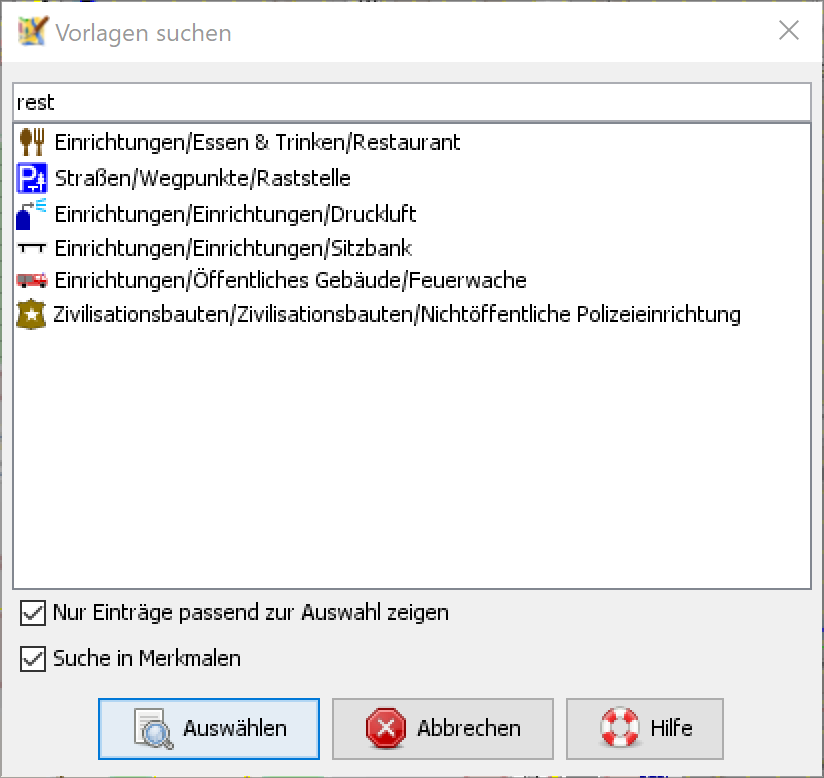 Vorlagen suchen
rest
Einrichtungen/Essen & Trinken/Restaurant
Straßen/Wegpunkte/Raststelle
Einrichtungen/Einrichtungen/Druckluft
Einrichtungen/Einrichtungen/Sitzbank
Einrichtungen/Öffentliches Gebäude/Feuerwache
Zivilisationsbauten/Zivilisationsbauten/Nichtöffentliche Polizeieinrichtung
Nur Einträge passend zur Auswahl zeigen
Suche in Merkmalen
Auswählen Abbrechen Hilfe